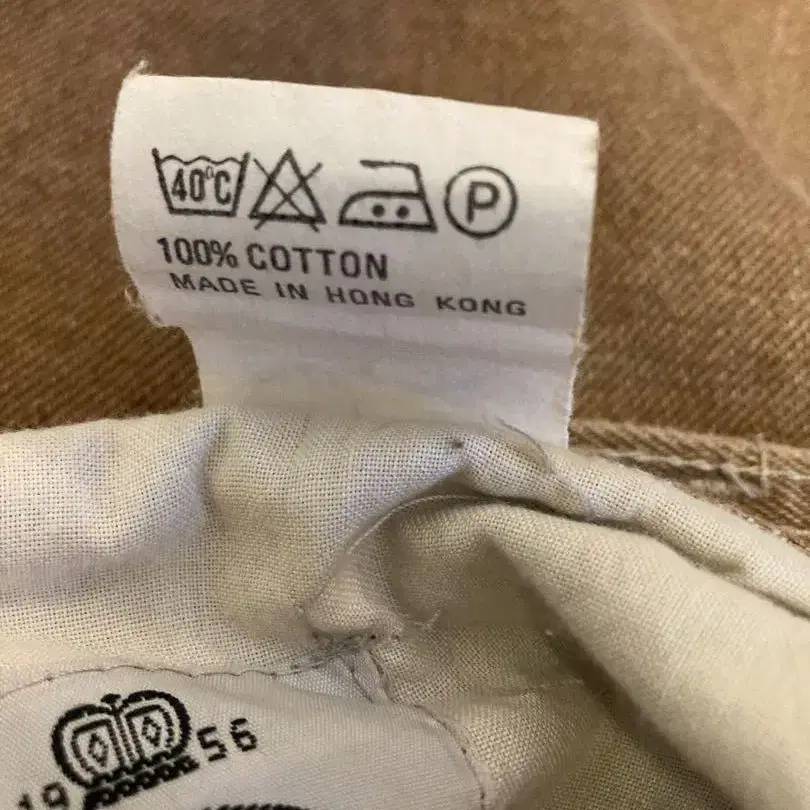 40°C P
100% COTTON
MADE IN HONG KONG
19 56